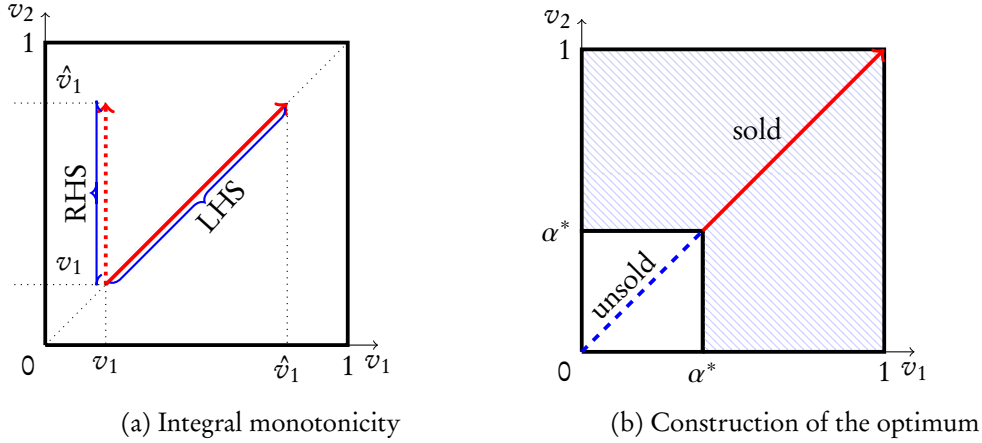 v₂
1
v̂₁
RHS
LHS
v₁
0
v₁
v̂₁
1
v₁
(a) Integral monotonicity
v₂
1
sold
α*
unsold
0
α*
1
v₁
(b) Construction of the optimum